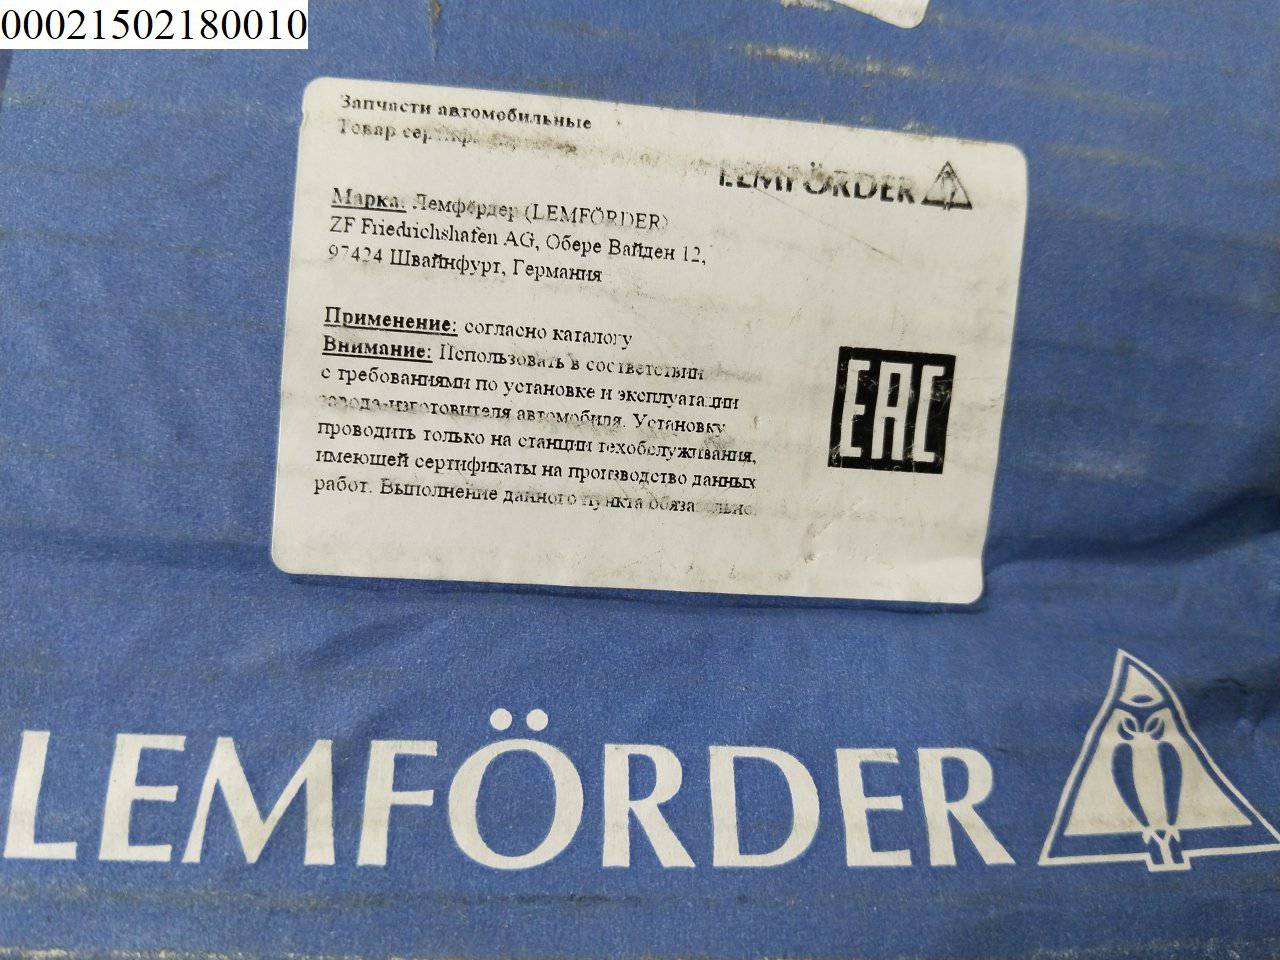 00021502180010
Запчасти автомобильные
Товар
LEMFÖRDER
Марка: Лемфёрдер (LEMFÖRDER)
ZF Friedrichshafen AG, Обере Вайден 12,
97424 Швайнфурт, Германия
Применение: согласно каталогу
Внимание: Использовать в соответствии
с требованиями по установке и эксплуатации
завода-изготовителя автомобиля. Установку
проводить только на станции техобслуживания,
имеющей сертификаты на производство данных
работ. Выполнение данного пункта обязательно.
EAC
LEMFÖRDER